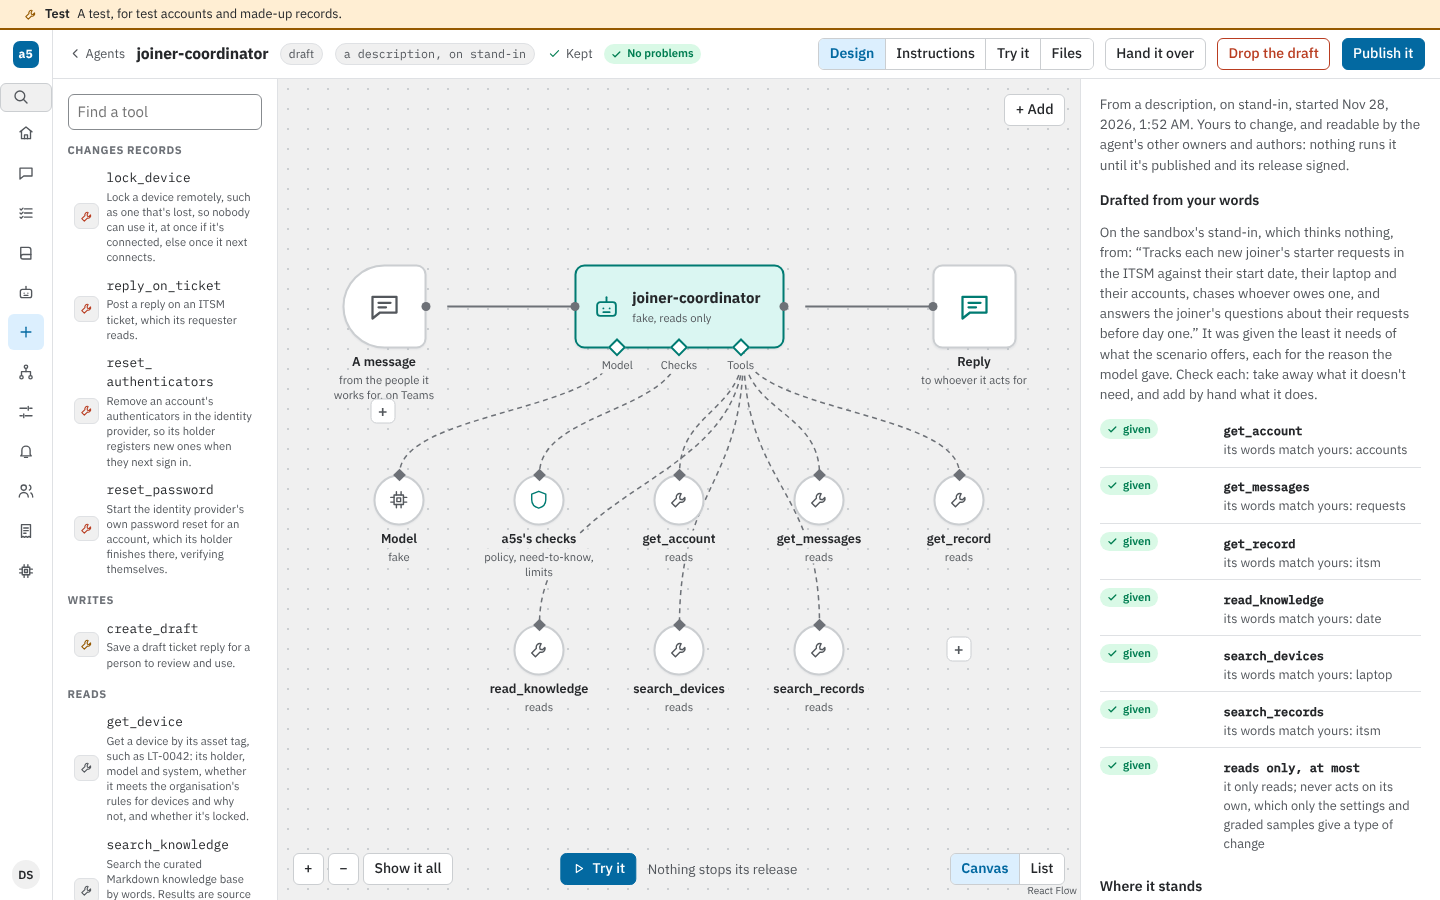 Test A test, for test accounts and made-up records.
a5
Agents
joiner-coordinator
draft
a description, on stand-in
Kept
No problems
Design
Instructions
Try it
Files
Hand it over
Drop the draft
Publish it
Find a tool
CHANGES RECORDS
lock_device
Lock a device remotely, such
as one that's lost, so nobody
can use it, at once if it's
connected, else once it next
connects.
reply_on_ticket
Post a reply on an ITSM
ticket, which its requester
reads.
reset_
authenticators
Remove an account's
authenticators in the identity
provider, so its holder
registers new ones when
they next sign in.
reset_password
Start the identity provider's
own password reset for an
account, which its holder
finishes there, verifying
themselves.
WRITES
create_draft
Save a draft ticket reply for a
person to review and use.
READS
get_device
Get a device by its asset tag,
such as LT-0042: its holder,
model and system, whether
it meets the organisation's
rules for devices and why
not, and whether it's locked.
search_knowledge
Search the curated
Markdown knowledge base
by words. Results are source
DS
+ Add
A message
from the people it
works for, on Teams
+
joiner-coordinator
fake, reads only
Model
Checks
Tools
Reply
to whoever it acts for
Model
fake
a5s's checks
policy, need-to-know,
limits
get_account
reads
get_messages
reads
get_record
reads
read_knowledge
reads
search_devices
reads
search_records
reads
+
+
−
Show it all
Try it
Nothing stops its release
Canvas
List
React Flow
From a description, on stand-in, started Nov 28,
2026, 1:52 AM. Yours to change, and readable by the
agent's other owners and authors: nothing runs it
until it's published and its release signed.
Drafted from your words
On the sandbox's stand-in, which thinks nothing,
from: “Tracks each new joiner's starter requests in
the ITSM against their start date, their laptop and
their accounts, chases whoever owes one, and
answers the joiner's questions about their requests
before day one.” It was given the least it needs of
what the scenario offers, each for the reason the
model gave. Check each: take away what it doesn't
need, and add by hand what it does.
given
get_account
its words match yours: accounts
given
get_messages
its words match yours: requests
given
get_record
its words match yours: itsm
given
read_knowledge
its words match yours: date
given
search_devices
its words match yours: laptop
given
search_records
its words match yours: itsm
given
reads only, at most
it only reads; never acts on its
own, which only the settings and
graded samples give a type of
change
Where it stands